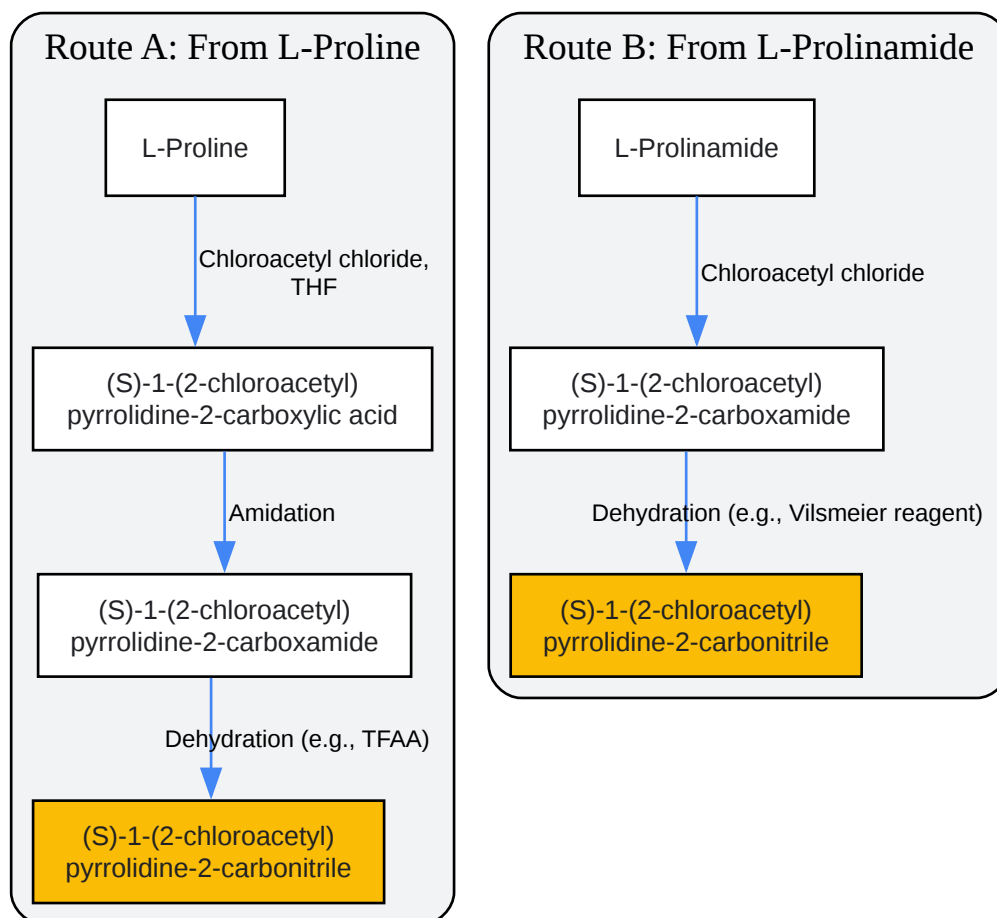 Route A: From L-Proline
L-Proline
Chloroacetyl chloride,
THF
(S)-1-(2-chloroacetyl)
pyrrolidine-2-carboxylic acid
Amidation
(S)-1-(2-chloroacetyl)
pyrrolidine-2-carboxamide
Dehydration (e.g., TFAA)
(S)-1-(2-chloroacetyl)
pyrrolidine-2-carbonitrile
Route B: From L-Prolinamide
L-Prolinamide
Chloroacetyl chloride
(S)-1-(2-chloroacetyl)
pyrrolidine-2-carboxamide
Dehydration (e.g., Vilsmeier reagent)
(S)-1-(2-chloroacetyl)
pyrrolidine-2-carbonitrile